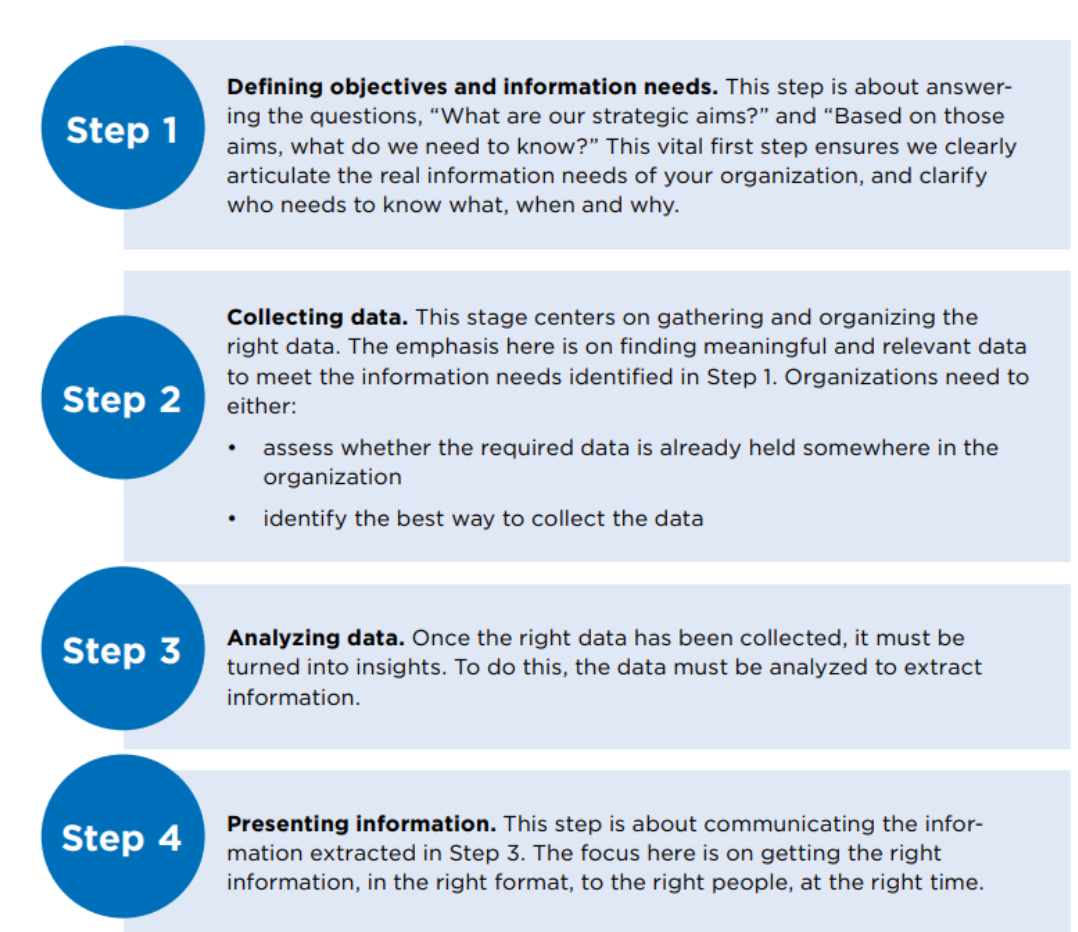 Step 1
Defining objectives and information needs. This step is about answer-
ing the questions, “What are our strategic aims?” and “Based on those
aims, what do we need to know?” This vital first step ensures we clearly
articulate the real information needs of your organization, and clarify
who needs to know what, when and why.
Step 2
Collecting data. This stage centers on gathering and organizing the
right data. The emphasis here is on finding meaningful and relevant data
to meet the information needs identified in Step 1. Organizations need to
either:
• assess whether the required data is already held somewhere in the
organization
• identify the best way to collect the data
Step 3
Analyzing data. Once the right data has been collected, it must be
turned into insights. To do this, the data must be analyzed to extract
information.
Step 4
Presenting information. This step is about communicating the infor-
mation extracted in Step 3. The focus here is on getting the right
information, in the right format, to the right people, at the right time.